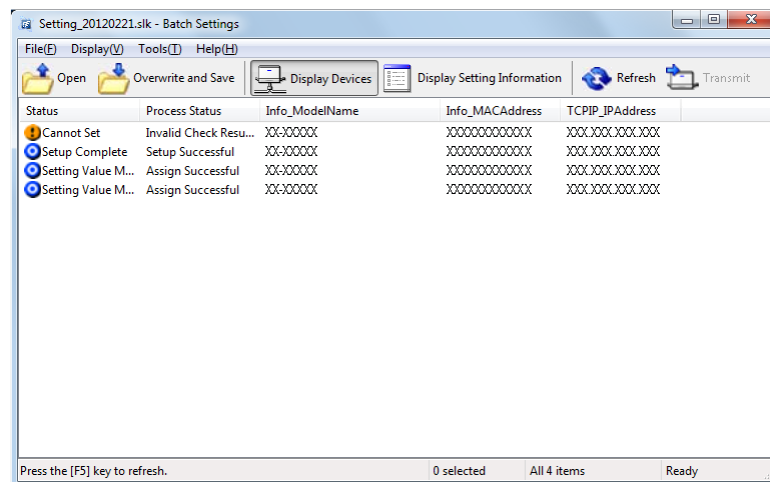 Setting_20120221.slk - Batch Settings
File(F) Display(V) Tools(T) Help(H)
Open Overwrite and Save Display Devices Display Setting Information Refresh Transmit
Status Process Status Info_ModelName Info_MACAddress TCPIP_IPAddress
Cannot Set Invalid Check Resu... XX-XXXXX XXXXXXXXXXXX XXX.XXX.XXX.XXX
Setup Complete Setup Successful XX-XXXXX XXXXXXXXXXXX XXX.XXX.XXX.XXX
Setting Value M... Assign Successful XX-XXXXX XXXXXXXXXXXX XXX.XXX.XXX.XXX
Setting Value M... Assign Successful XX-XXXXX XXXXXXXXXXXX XXX.XXX.XXX.XXX
Press the [F5] key to refresh. 0 selected All 4 items Ready